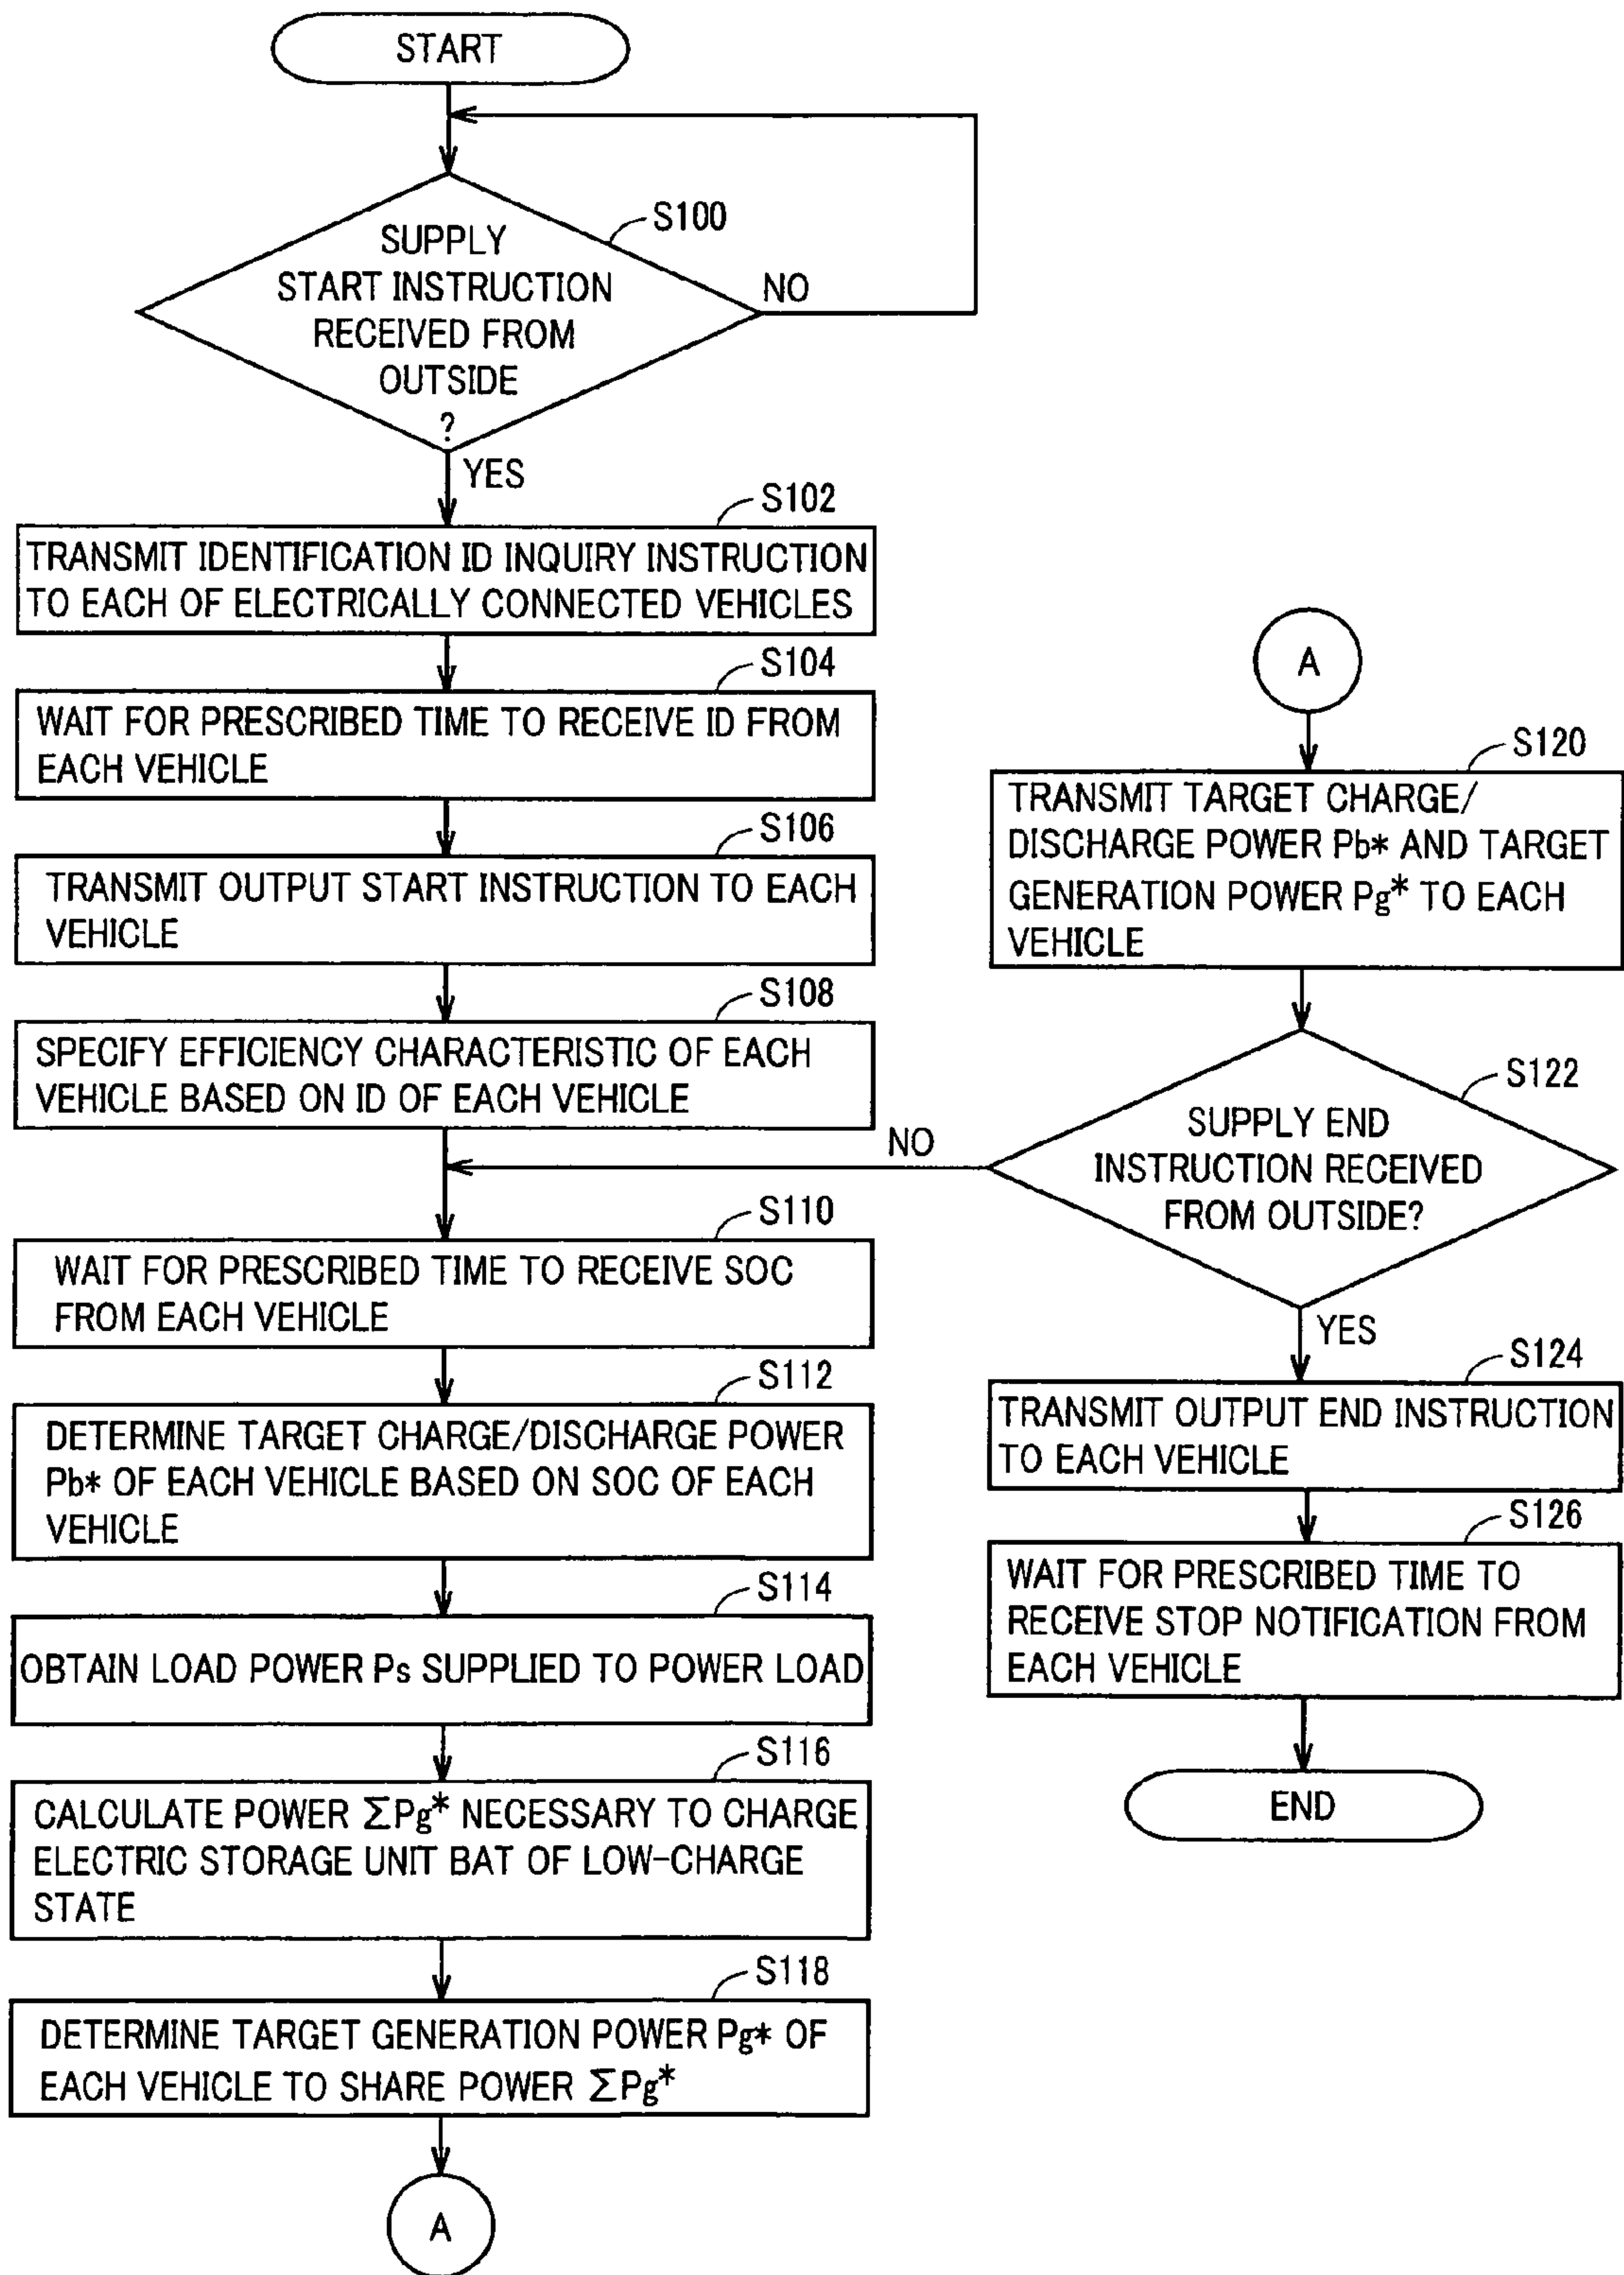 START
S100
SUPPLY
START INSTRUCTION
RECEIVED FROM
OUTSIDE
?
NO
YES
S102
TRANSMIT IDENTIFICATION ID INQUIRY INSTRUCTION
TO EACH OF ELECTRICALLY CONNECTED VEHICLES
S104
WAIT FOR PRESCRIBED TIME TO RECEIVE ID FROM
EACH VEHICLE
S106
TRANSMIT OUTPUT START INSTRUCTION TO EACH
VEHICLE
S108
SPECIFY EFFICIENCY CHARACTERISTIC OF EACH
VEHICLE BASED ON ID OF EACH VEHICLE
S110
WAIT FOR PRESCRIBED TIME TO RECEIVE SOC
FROM EACH VEHICLE
S112
DETERMINE TARGET CHARGE/DISCHARGE POWER
Pb* OF EACH VEHICLE BASED ON SOC OF EACH
VEHICLE
S114
OBTAIN LOAD POWER Ps SUPPLIED TO POWER LOAD
S116
CALCULATE POWER ΣPg* NECESSARY TO CHARGE
ELECTRIC STORAGE UNIT BAT OF LOW-CHARGE
STATE
S118
DETERMINE TARGET GENERATION POWER Pg* OF
EACH VEHICLE TO SHARE POWER ΣPg*
A
A
S120
TRANSMIT TARGET CHARGE/
DISCHARGE POWER Pb* AND TARGET
GENERATION POWER Pg* TO EACH
VEHICLE
S122
SUPPLY END
INSTRUCTION RECEIVED
FROM OUTSIDE?
NO
YES
S124
TRANSMIT OUTPUT END INSTRUCTION
TO EACH VEHICLE
S126
WAIT FOR PRESCRIBED TIME TO
RECEIVE STOP NOTIFICATION FROM
EACH VEHICLE
END